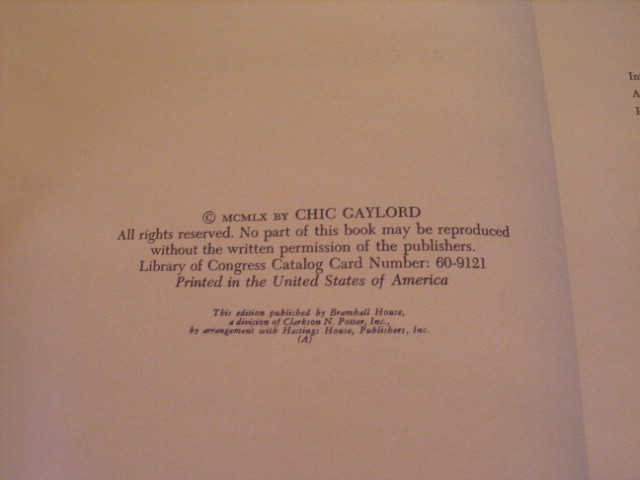 © MCMLX BY CHIC GAYLORD
All rights reserved. No part of this book may be reproduced
without the written permission of the publishers.
Library of Congress Catalog Card Number: 60-9121
Printed in the United States of America
This edition published by Bramhall House,
a division of Clarkson N. Potter, Inc.,
by arrangement with Hastings House, Publishers, Inc.
(A)